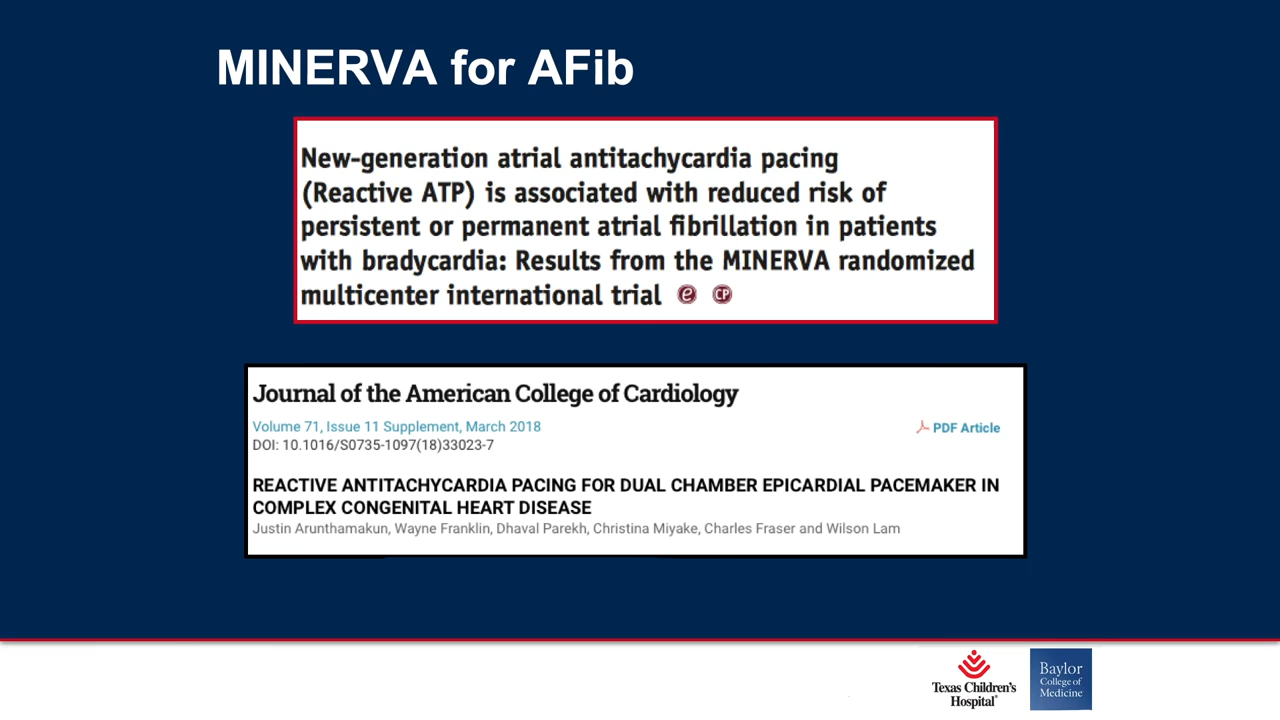 MINERVA for AFib
New-generation atrial antitachycardia pacing
(Reactive ATP) is associated with reduced risk of
persistent or permanent atrial fibrillation in patients
with bradycardia: Results from the MINERVA randomized
multicenter international trial e CP
Journal of the American College of Cardiology
Volume 71, Issue 11 Supplement, March 2018
PDF Article
DOI: 10.1016/S0735-1097(18)33023-7
REACTIVE ANTITACHYCARDIA PACING FOR DUAL CHAMBER EPICARDIAL PACEMAKER IN
COMPLEX CONGENITAL HEART DISEASE
Justin Arunthamakun, Wayne Franklin, Dhaval Parekh, Christina Miyake, Charles Fraser and Wilson Lam
Texas Children's
Hospital®
Baylor
College of
Medicine